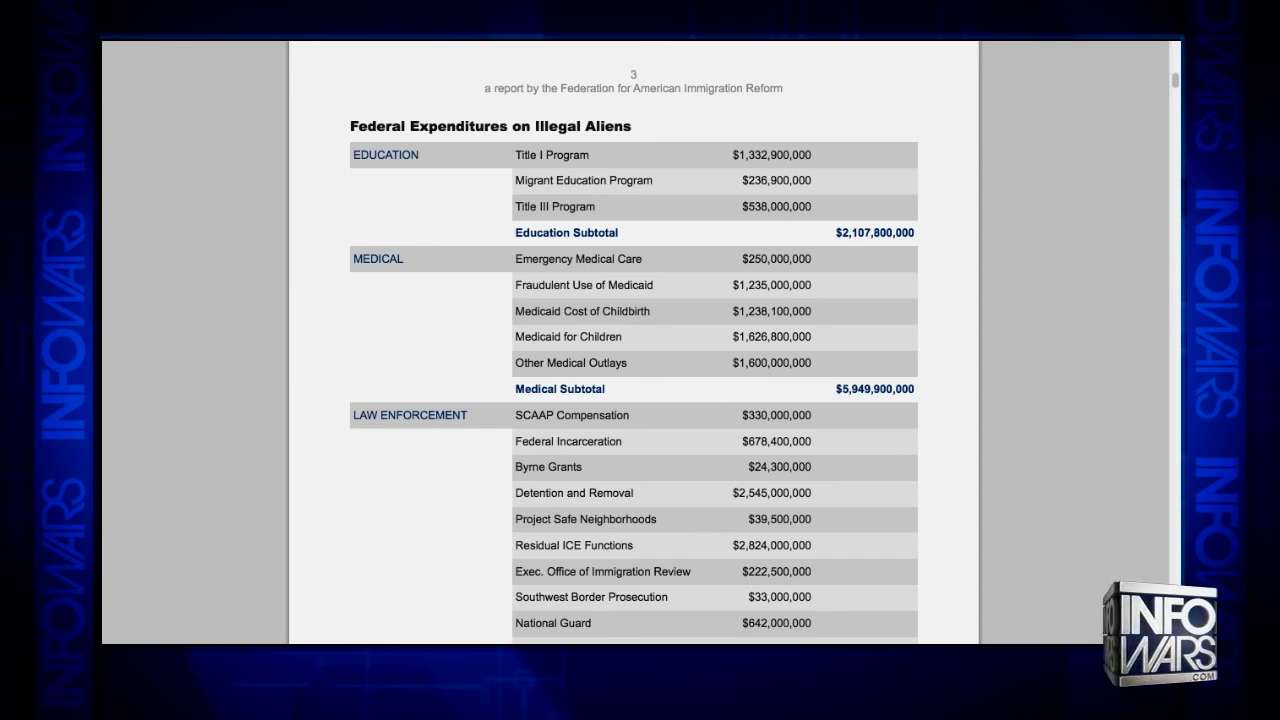 3
a report by the Federation for American Immigration Reform
Federal Expenditures on Illegal Aliens
EDUCATION Title I Program $1,332,900,000
Migrant Education Program $236,900,000
Title III Program $538,000,000
Education Subtotal $2,107,800,000
MEDICAL Emergency Medical Care $250,000,000
Fraudulent Use of Medicaid $1,235,000,000
Medicaid Cost of Childbirth $1,238,100,000
Medicaid for Children $1,626,800,000
Other Medical Outlays $1,600,000,000
Medical Subtotal $5,949,900,000
LAW ENFORCEMENT SCAAP Compensation $330,000,000
Federal Incarceration $678,400,000
Byrne Grants $24,300,000
Detention and Removal $2,545,000,000
Project Safe Neighborhoods $39,500,000
Residual ICE Functions $2,824,000,000
Exec. Office of Immigration Review $222,500,000
Southwest Border Prosecution $33,000,000
National Guard $642,000,000
INFOWARS
INFOWARS
INFOWARS
INFOWARS
INFOWARS
INFOWARS
INFO
WARS
.COM